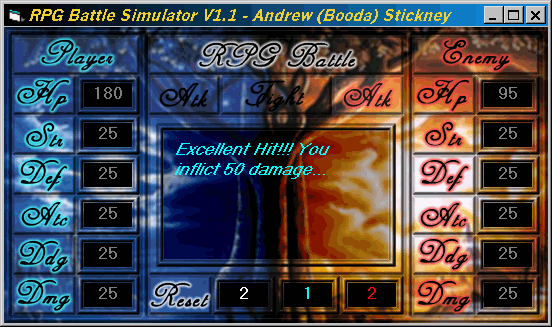 RPG Battle Simulator V1.1 - Andrew (Booda) Stickney
Player RPG Battle Enemy
Hp 180 Atk Fight Atk Hp 95
Str 25 Str 25
Excellent Hit!!! You
inflict 50 damage...
Def 25 Def 25
Atc 25 Atc 25
Ddg 25 Ddg 25
Dmg 25 Reset 2 1 2 Dmg 25